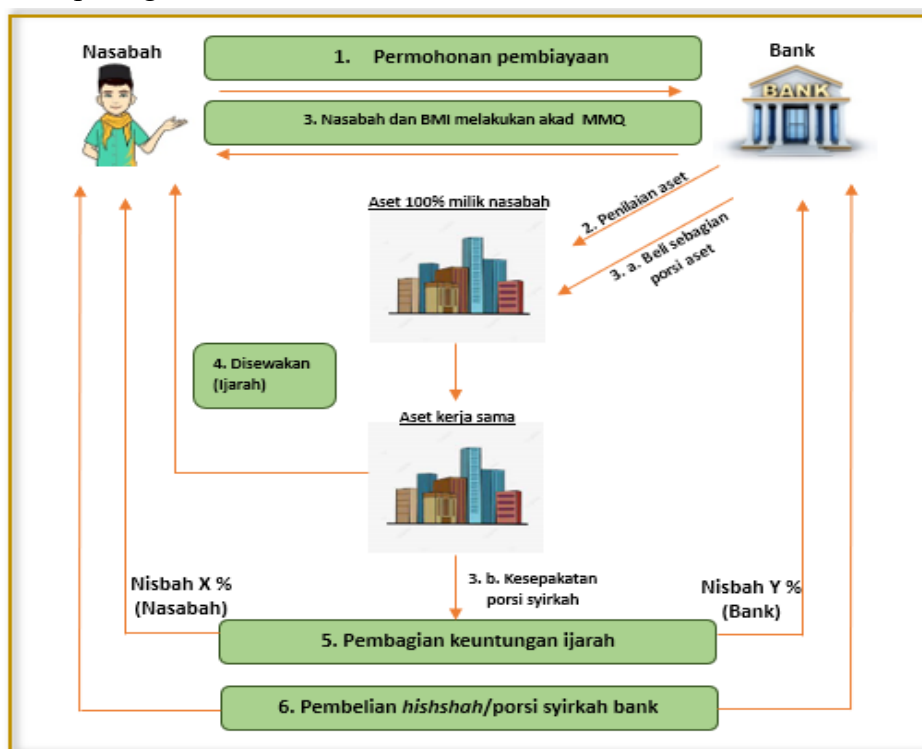 Nasabah
Bank
1. Permohonan pembiayaan
BANK
3. Nasabah dan BMI melakukan akad MMQ
2. Penilaian aset
3. a. Beli sebagian
porsi aset
Aset 100% milik nasabah
4. Disewakan
(Ijarah)
Aset kerja sama
3. b. Kesepakatan
porsi syirkah
Nisbah X %
(Nasabah)
Nisbah Y %
(Bank)
5. Pembagian keuntungan ijarah
6. Pembelian hishshah/porsi syirkah bank